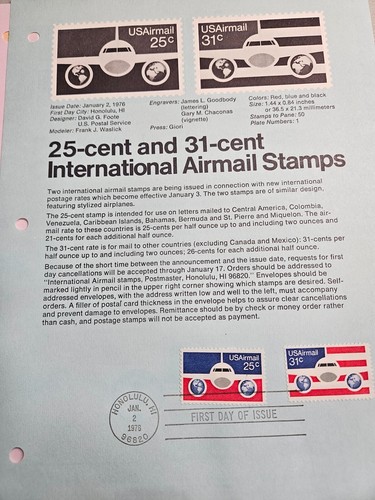 USAirmail
25c
USAirmail
31c
Issue Date: January 2, 1976
First Day City: Honolulu, HI
Designer: David G. Foote
U.S. Postal Service
Modeler: Frank J. Waslick
Engravers: James L. Goodbody
(lettering)
Gary M. Chaconas
(vignette)
Press: Giori
Colors: Red, blue and black
Size: 1.44 x 0.84 inches
or 36.5 x 21.3 millimeters
Stamps to Pane: 50
Plate Numbers: 1
25-cent and 31-cent
International Airmail Stamps
Two international airmail stamps are being issued in connection with new international
postage rates which become effective January 3. The two stamps are of similar design,
featuring stylized airplanes.
The 25-cent stamp is intended for use on letters mailed to Central America, Colombia,
Venezuela, Caribbean Islands, Bahamas, Bermuda and St. Pierre and Miquelon. The air-
mail rate to these countries is 25-cents per half ounce up to and including two ounces and
21-cents for each additional half ounce.
The 31-cent rate is for mail to other countries (excluding Canada and Mexico): 31-cents per
half ounce up to and including two ounces; 26-cents for each additional half ounce.
Because of the short time between the announcement and the issue date, requests for first
day cancellations will be accepted through January 17. Orders should be addressed to
"International Airmail stamps, Postmaster, Honolulu, HI 96820." Envelopes should be
marked lightly in pencil in the upper right corner showing which stamps are desired. Self-
addressed envelopes, with the address written low and well to the left, must accompany
orders. A filler of postal card thickness in the envelope helps to assure clear cancellations
and prevent damage to envelopes. Remittance should be by check or money order rather
than cash, and postage stamps will not be accepted as payment.
USAirmail
25c
USAirmail
31c
HONOLULU, HI
JAN.
2
1976
96820
FIRST DAY OF ISSUE